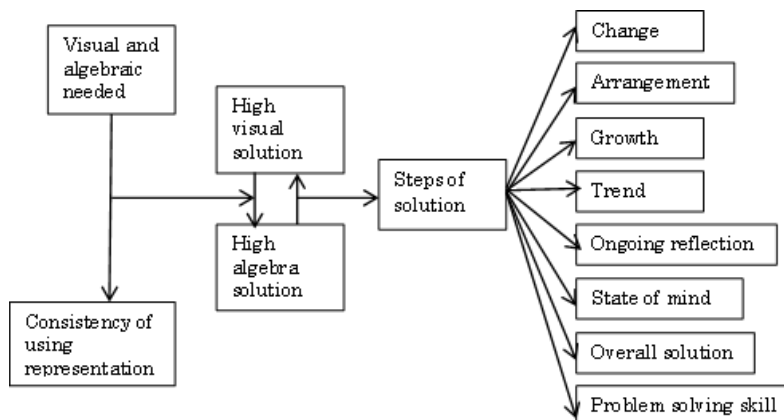 Visual and
algebraic
needed
Consistency of
using
representation
High
visual
solution
High
algebra
solution
Steps of
solution
Change
Arrangement
Growth
Trend
Ongoing reflection
State of mind
Overall solution
Problem solving skill